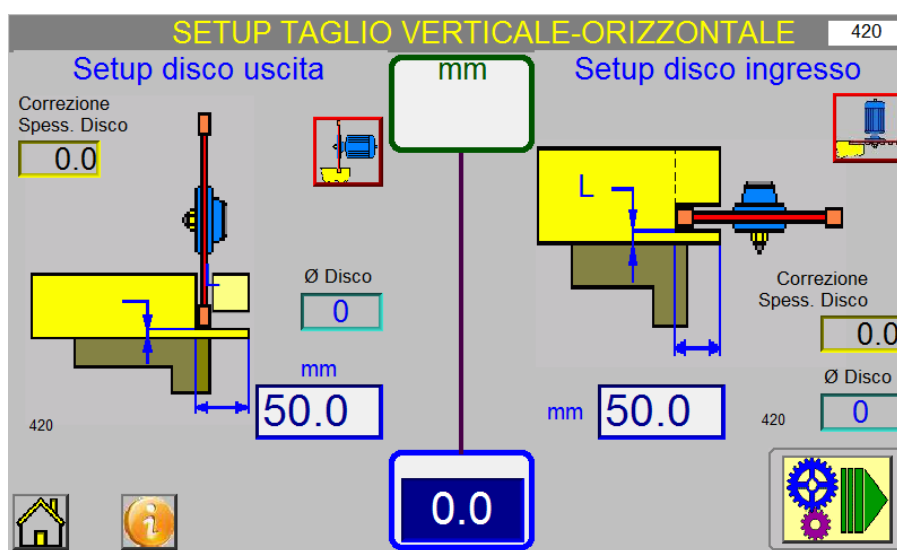 SETUP TAGLIO VERTICALE-ORIZZONTALE
420
Setup disco uscita
mm
Setup disco ingresso
Correzione
Spess. Disco
0.0
L
L
Ø Disco
0
Correzione
Spess. Disco
0.0
mm
50.0
420
mm
50.0
420
Ø Disco
0
0.0
i